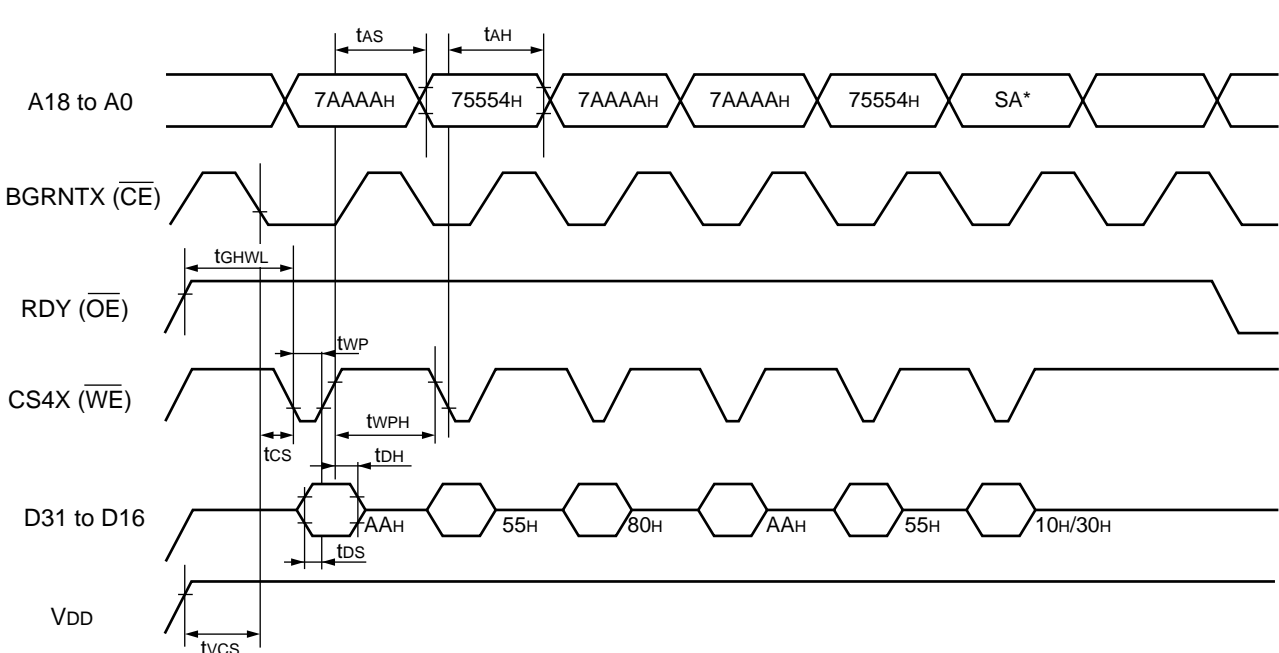 tAS tAH
A18 to A0 7AAAAH 75554H 7AAAAH 7AAAAH 75554H SA*
BGRNTX (CE)
tGHWL
RDY (OE)
tWP
CS4X (WE)
tWPH
tCS tDH
D31 to D16 AAH 55H 80H AAH 55H 10H/30H
tDS
VDD
tVCS